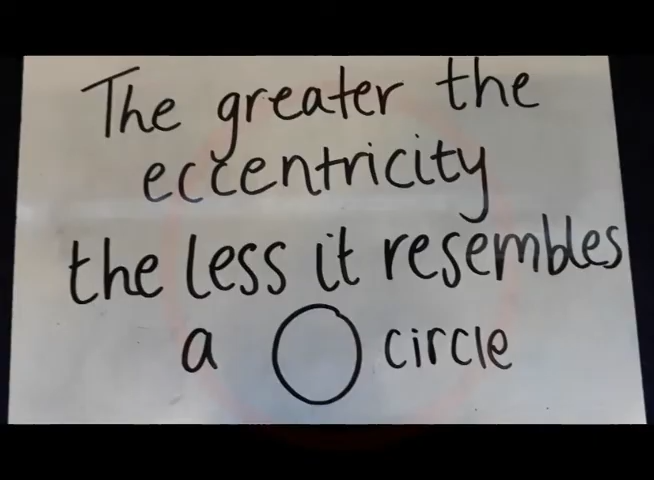 The greater the
eccentricity
the less it resembles
a circle